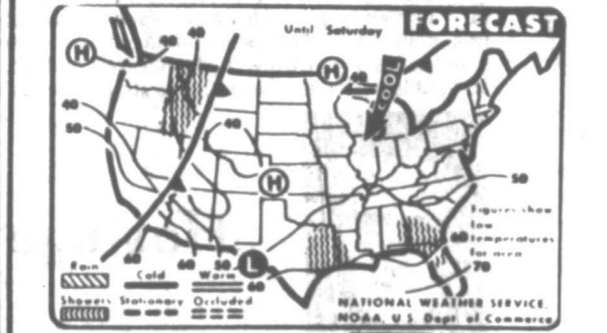 FORECAST
Until Saturday
H
40
40
H
40
COOL
40
50
40
H
50
Figures show
low
temperatures
for area
60
70
60
60
50
L
60
Rain
Cold
Warm
Showers
Stationary
Occluded
NATIONAL WEATHER SERVICE,
NOAA, U.S. Dept. of Commerce